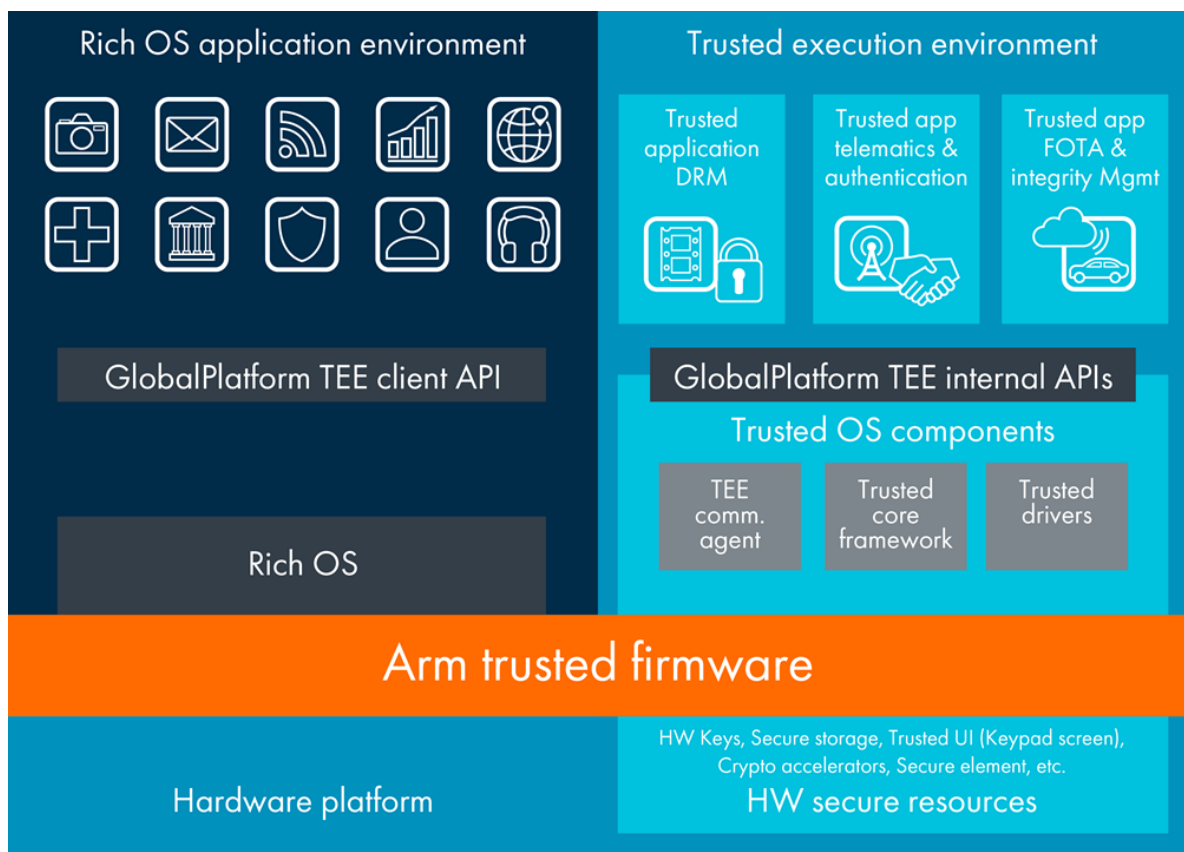 Rich OS application environment
Trusted execution environment
Trusted
application
DRM
Trusted app
telematics &
authentication
Trusted app
FOTA &
integrity Mgmt
GlobalPlatform TEE client API
GlobalPlatform TEE internal APIs
Trusted OS components
TEE
comm.
agent
Trusted
core
framework
Trusted
drivers
Rich OS
Arm trusted firmware
HW Keys, Secure storage, Trusted UI (Keypad screen),
Crypto accelerators, Secure element, etc.
Hardware platform
HW secure resources